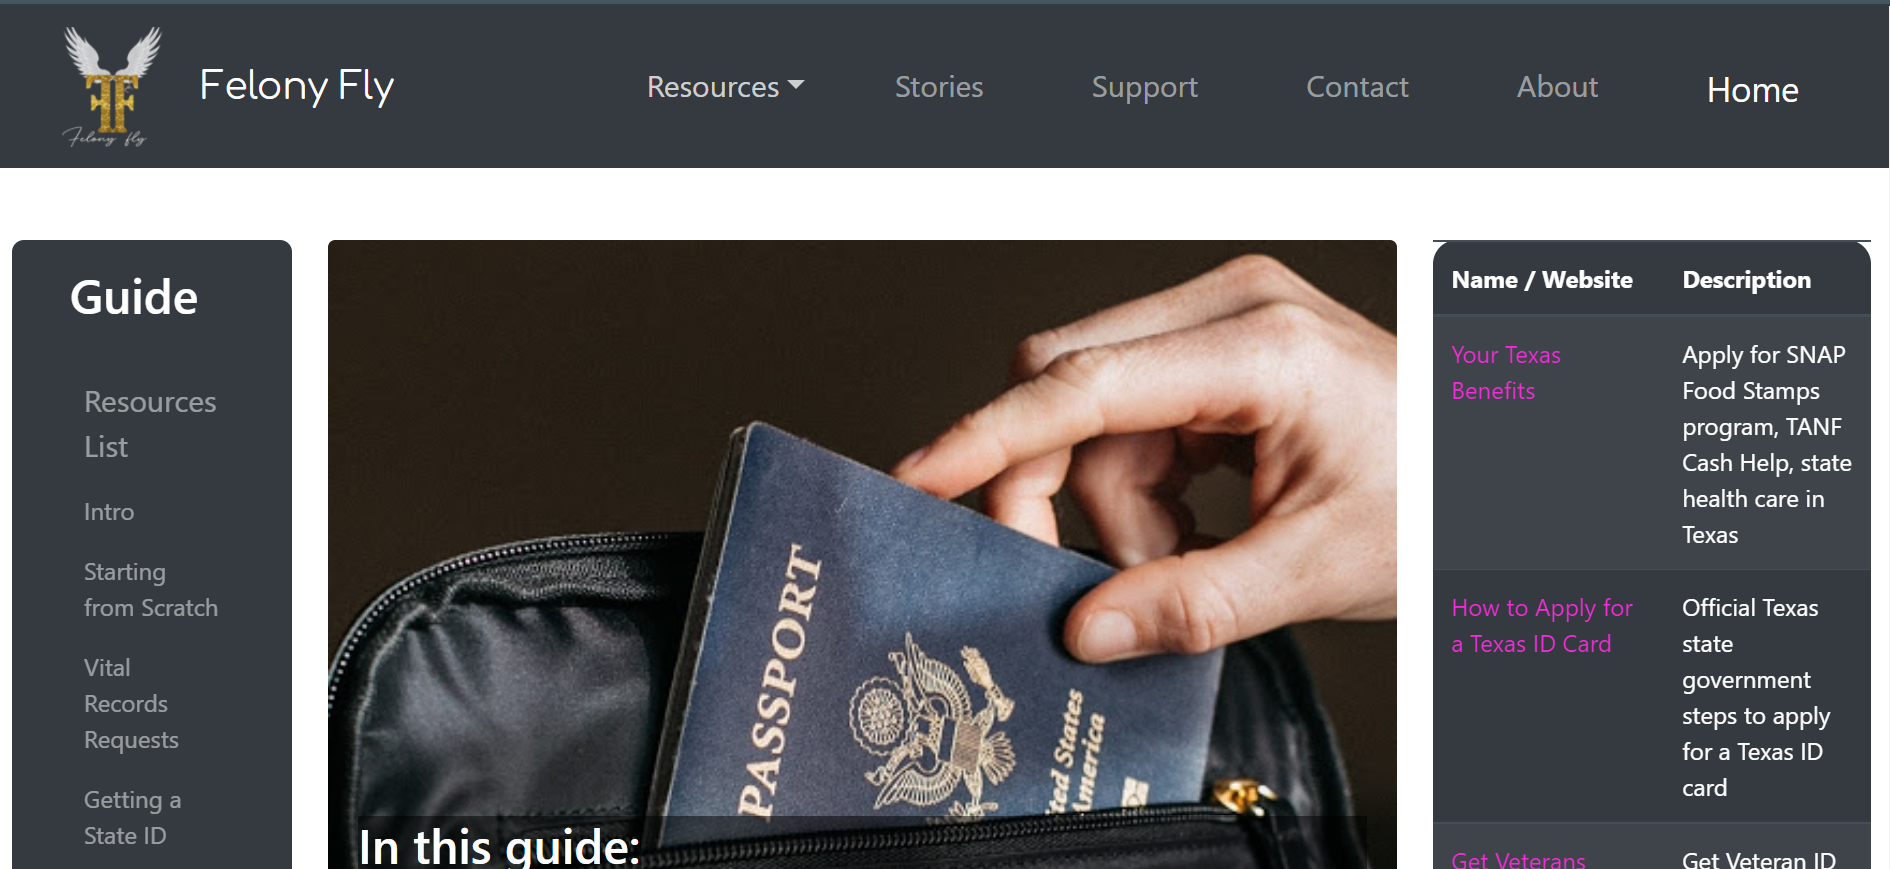 Felony fly
Felony Fly
Resources
Stories
Support
Contact
About
Home
Guide
Resources
List
Intro
Starting
from Scratch
Vital
Records
Requests
Getting a
State ID
PASSPORT
ted States
America
In this guide:
Name / Website
Description
Your Texas
Benefits
Apply for SNAP
Food Stamps
program, TANF
Cash Help, state
health care in
Texas
How to Apply for
a Texas ID Card
Official Texas
state
government
steps to apply
for a Texas ID
card
Get Veterans
Get Veteran ID